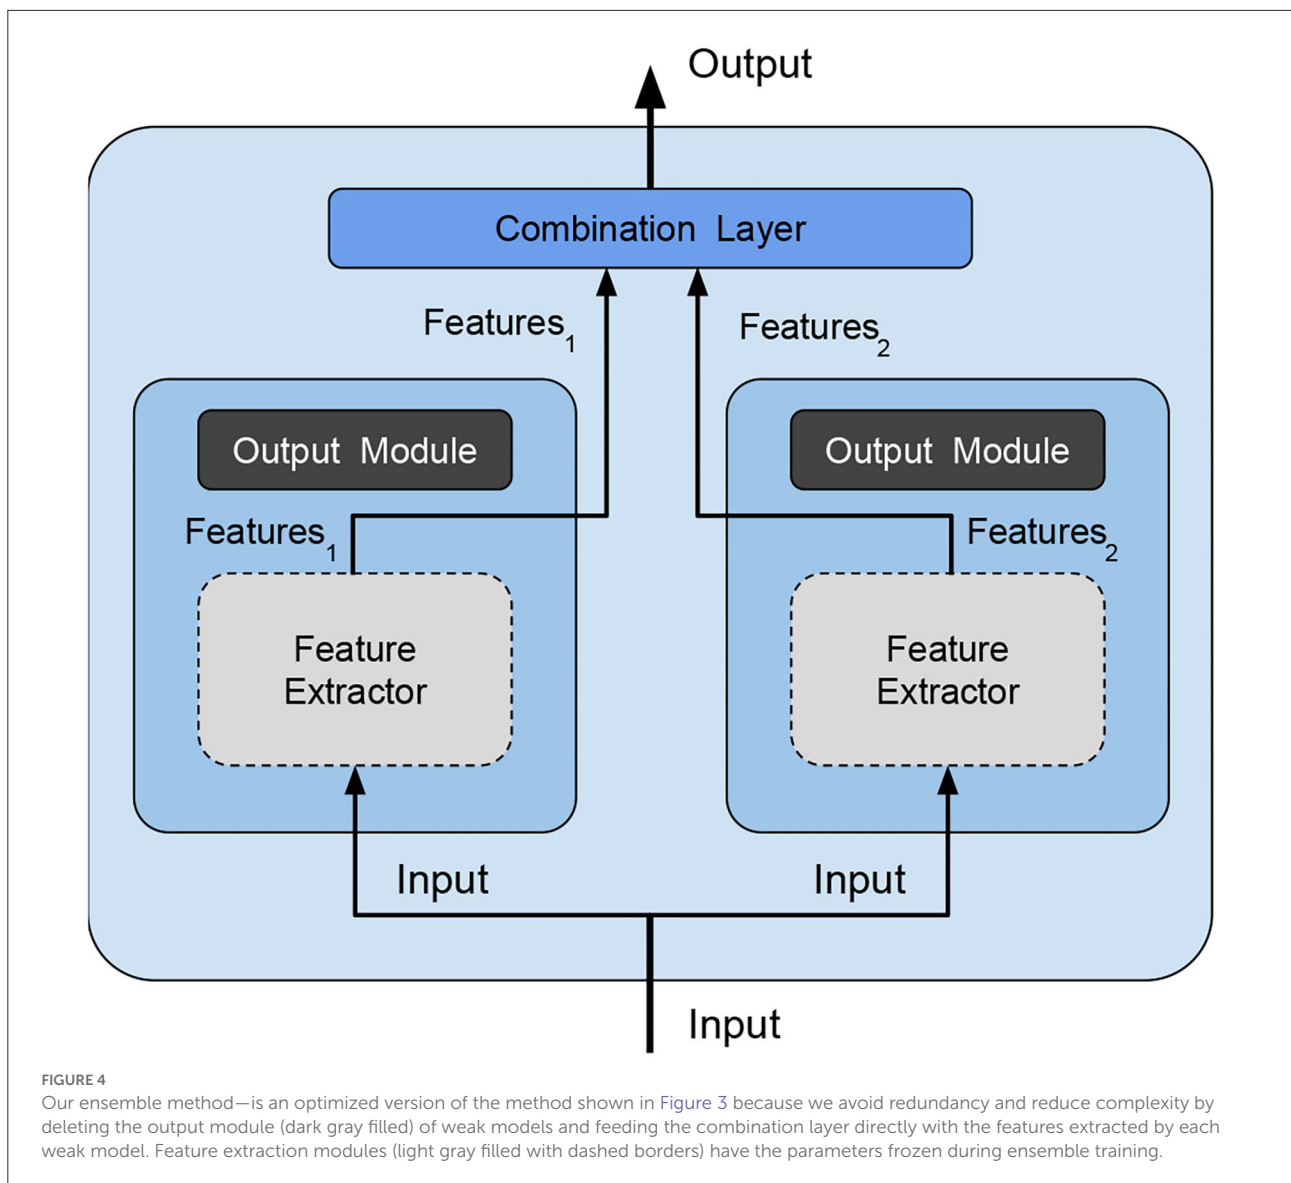 Output
Combination Layer
Features1
Features2
Output Module
Output Module
Features1
Features2
Feature
Extractor
Feature
Extractor
Input
Input
Input
FIGURE 4
Our ensemble method—is an optimized version of the method shown in Figure 3 because we avoid redundancy and reduce complexity by
deleting the output module (dark gray filled) of weak models and feeding the combination layer directly with the features extracted by each
weak model. Feature extraction modules (light gray filled with dashed borders) have the parameters frozen during ensemble training.